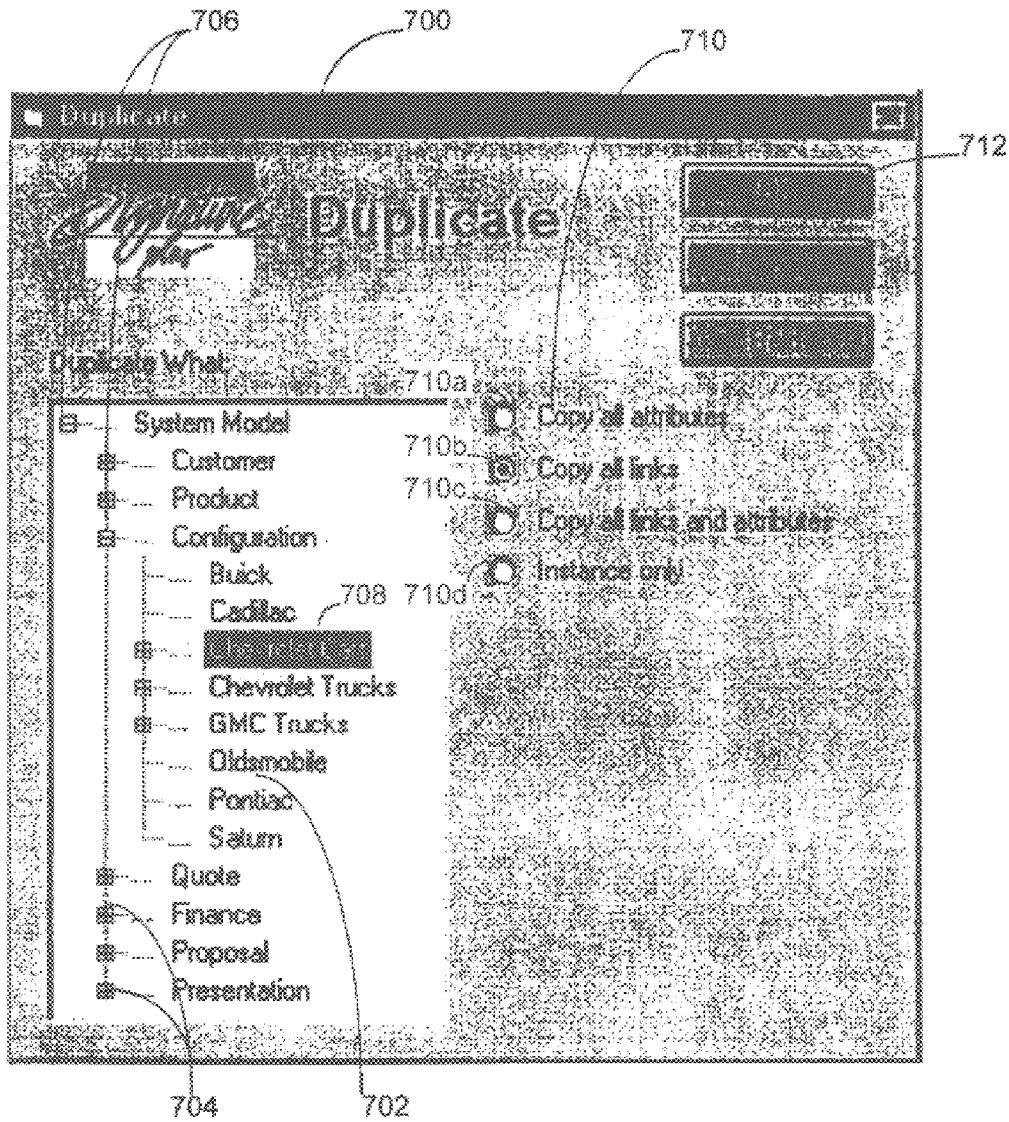 706
700
710
Duplicate
712
plus
Duplicate
Duplicate What
710a
System Model
Copy all attributes
Customer
710b
Copy all links
Product
710c
Copy all links and attributes
Configuration
710d
Instance only
Buick
708
Cadillac
Chevrolet Trucks
GMC Trucks
Oldsmobile
Pontiac
Saturn
Quote
Finance
Proposal
Presentation
704
702